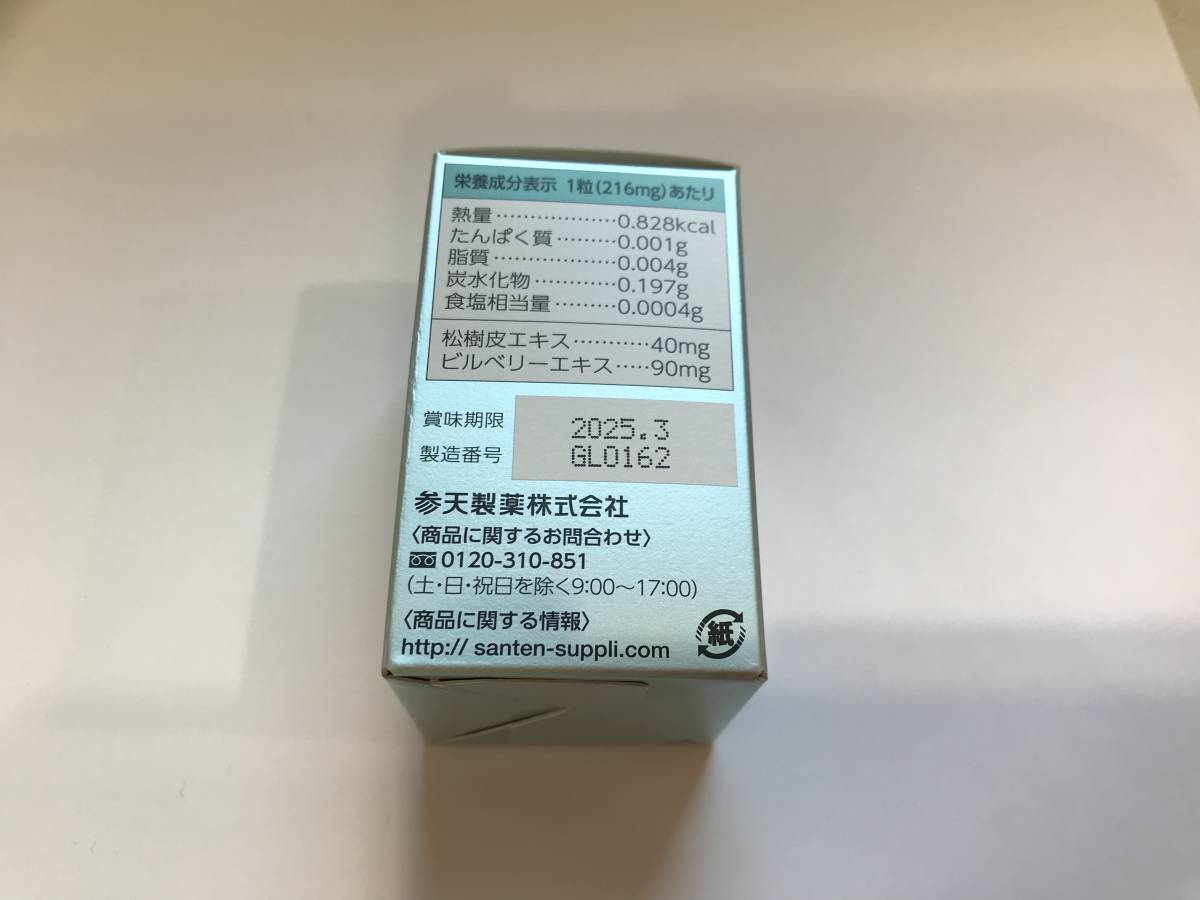 栄養成分表示 1粒(216mg)あたり
熱量………………0.828kcal
たんぱく質………0.001g
脂質………………0.004g
炭水化物…………0.197g
食塩相当量………0.0004g
松樹皮エキス…………40mg
ビルベリーエキス……90mg
賞味期限 2025.3
製造番号 GL0162
参天製薬株式会社
〈商品に関するお問合わせ〉
0120-310-851
(土・日・祝日を除く9:00〜17:00)
〈商品に関する情報〉
http:// santen-suppli.com
紙